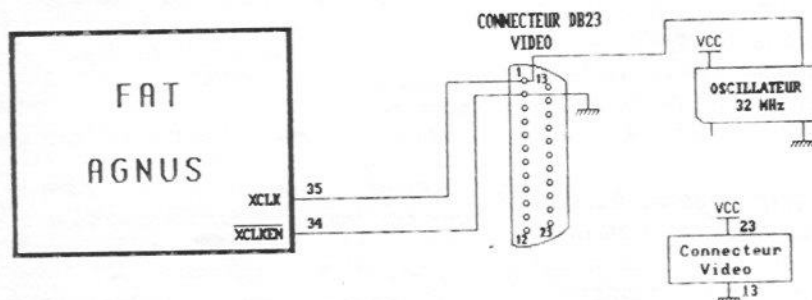 CONNECTEUR DB23
VIDEO
FAT
AGNUS
XCLK
35
XCLKEN
34
1
13
12
23
VCC
OSCILLATEUR
32 MHz
VCC
23
Connecteur
Video
13